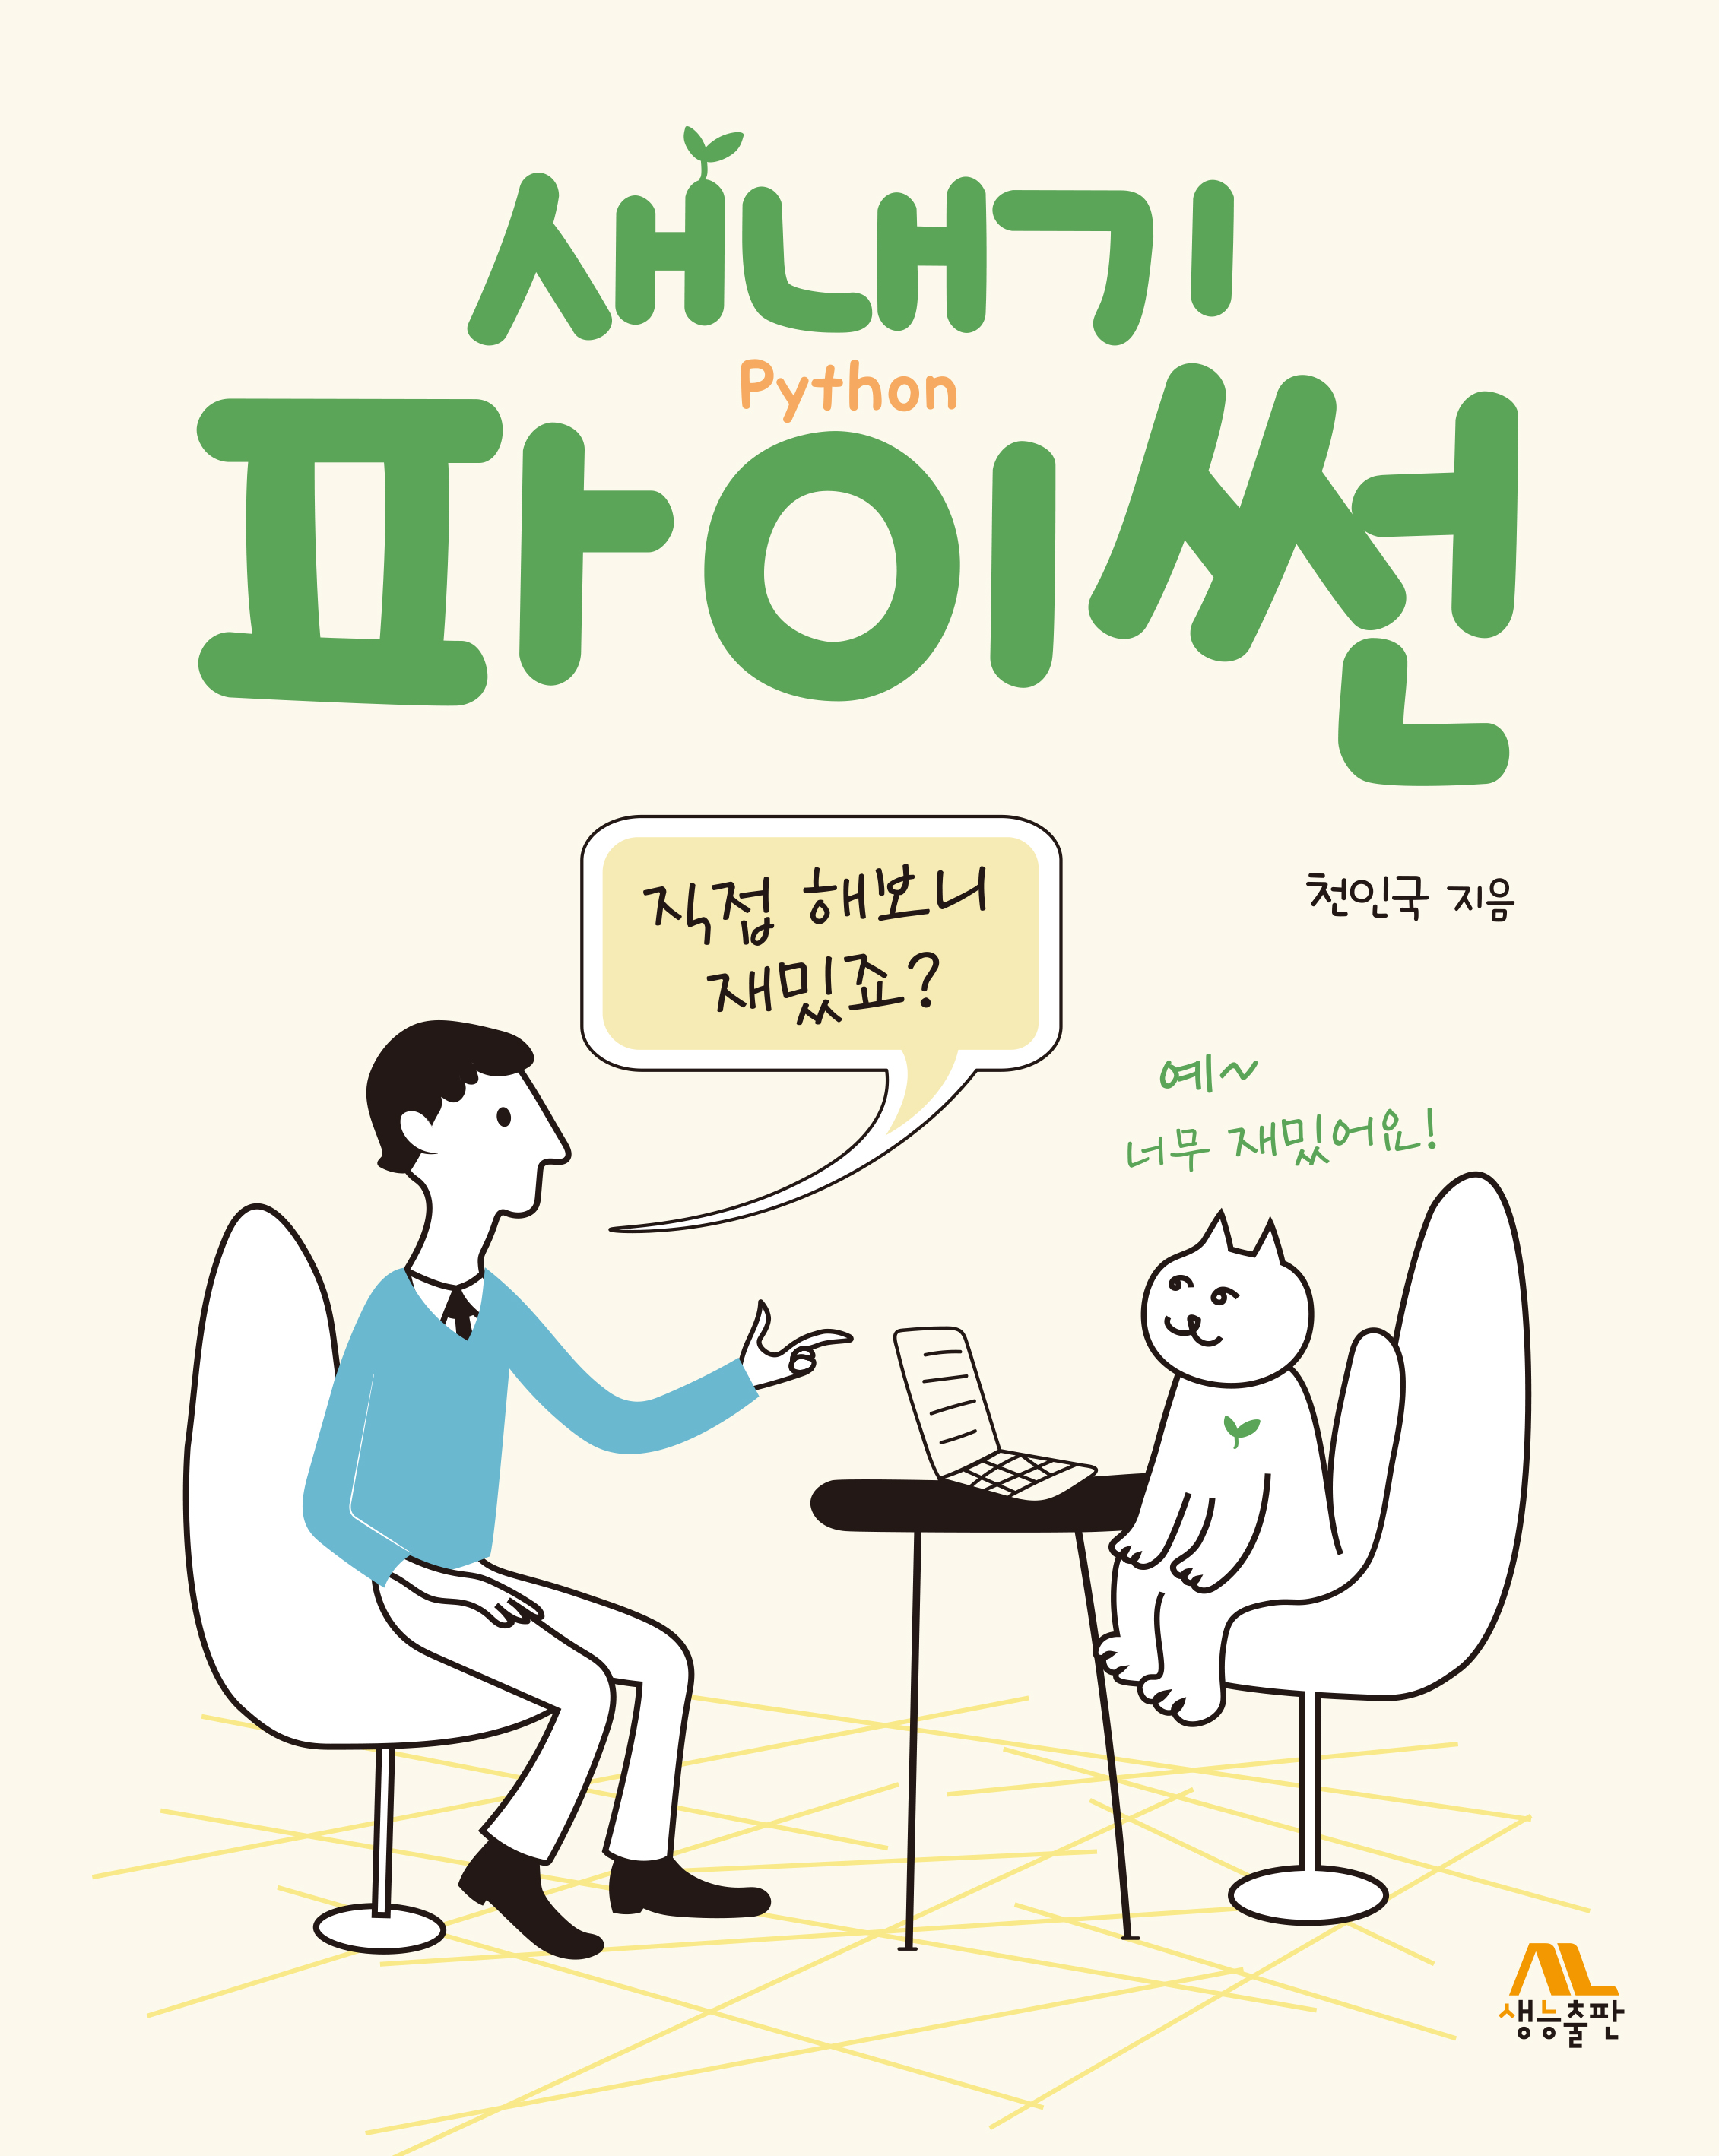 새내기
Python
파이썬
직접 해보니
재밌죠?
천인국 지음
예~
너무 재밌어요!
생능출판